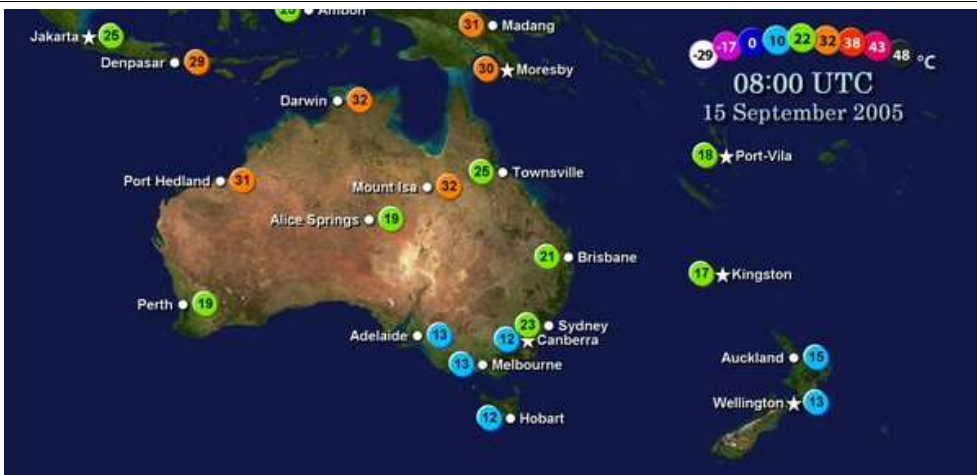 25 Ambon
31 Madang
Jakarta 25
-29 -17 0 10 22 32 38 43 48 °C
Denpasar 29
30 Moresby
08:00 UTC
15 September 2005
Darwin 32
18 Port-Vila
25 Townsville
Port Hedland 31
Mount Isa 32
Alice Springs 19
21 Brisbane
17 Kingston
Perth 19
23 Sydney
Adelaide 13
12 Canberra
Auckland 15
13 Melbourne
Wellington 13
12 Hobart